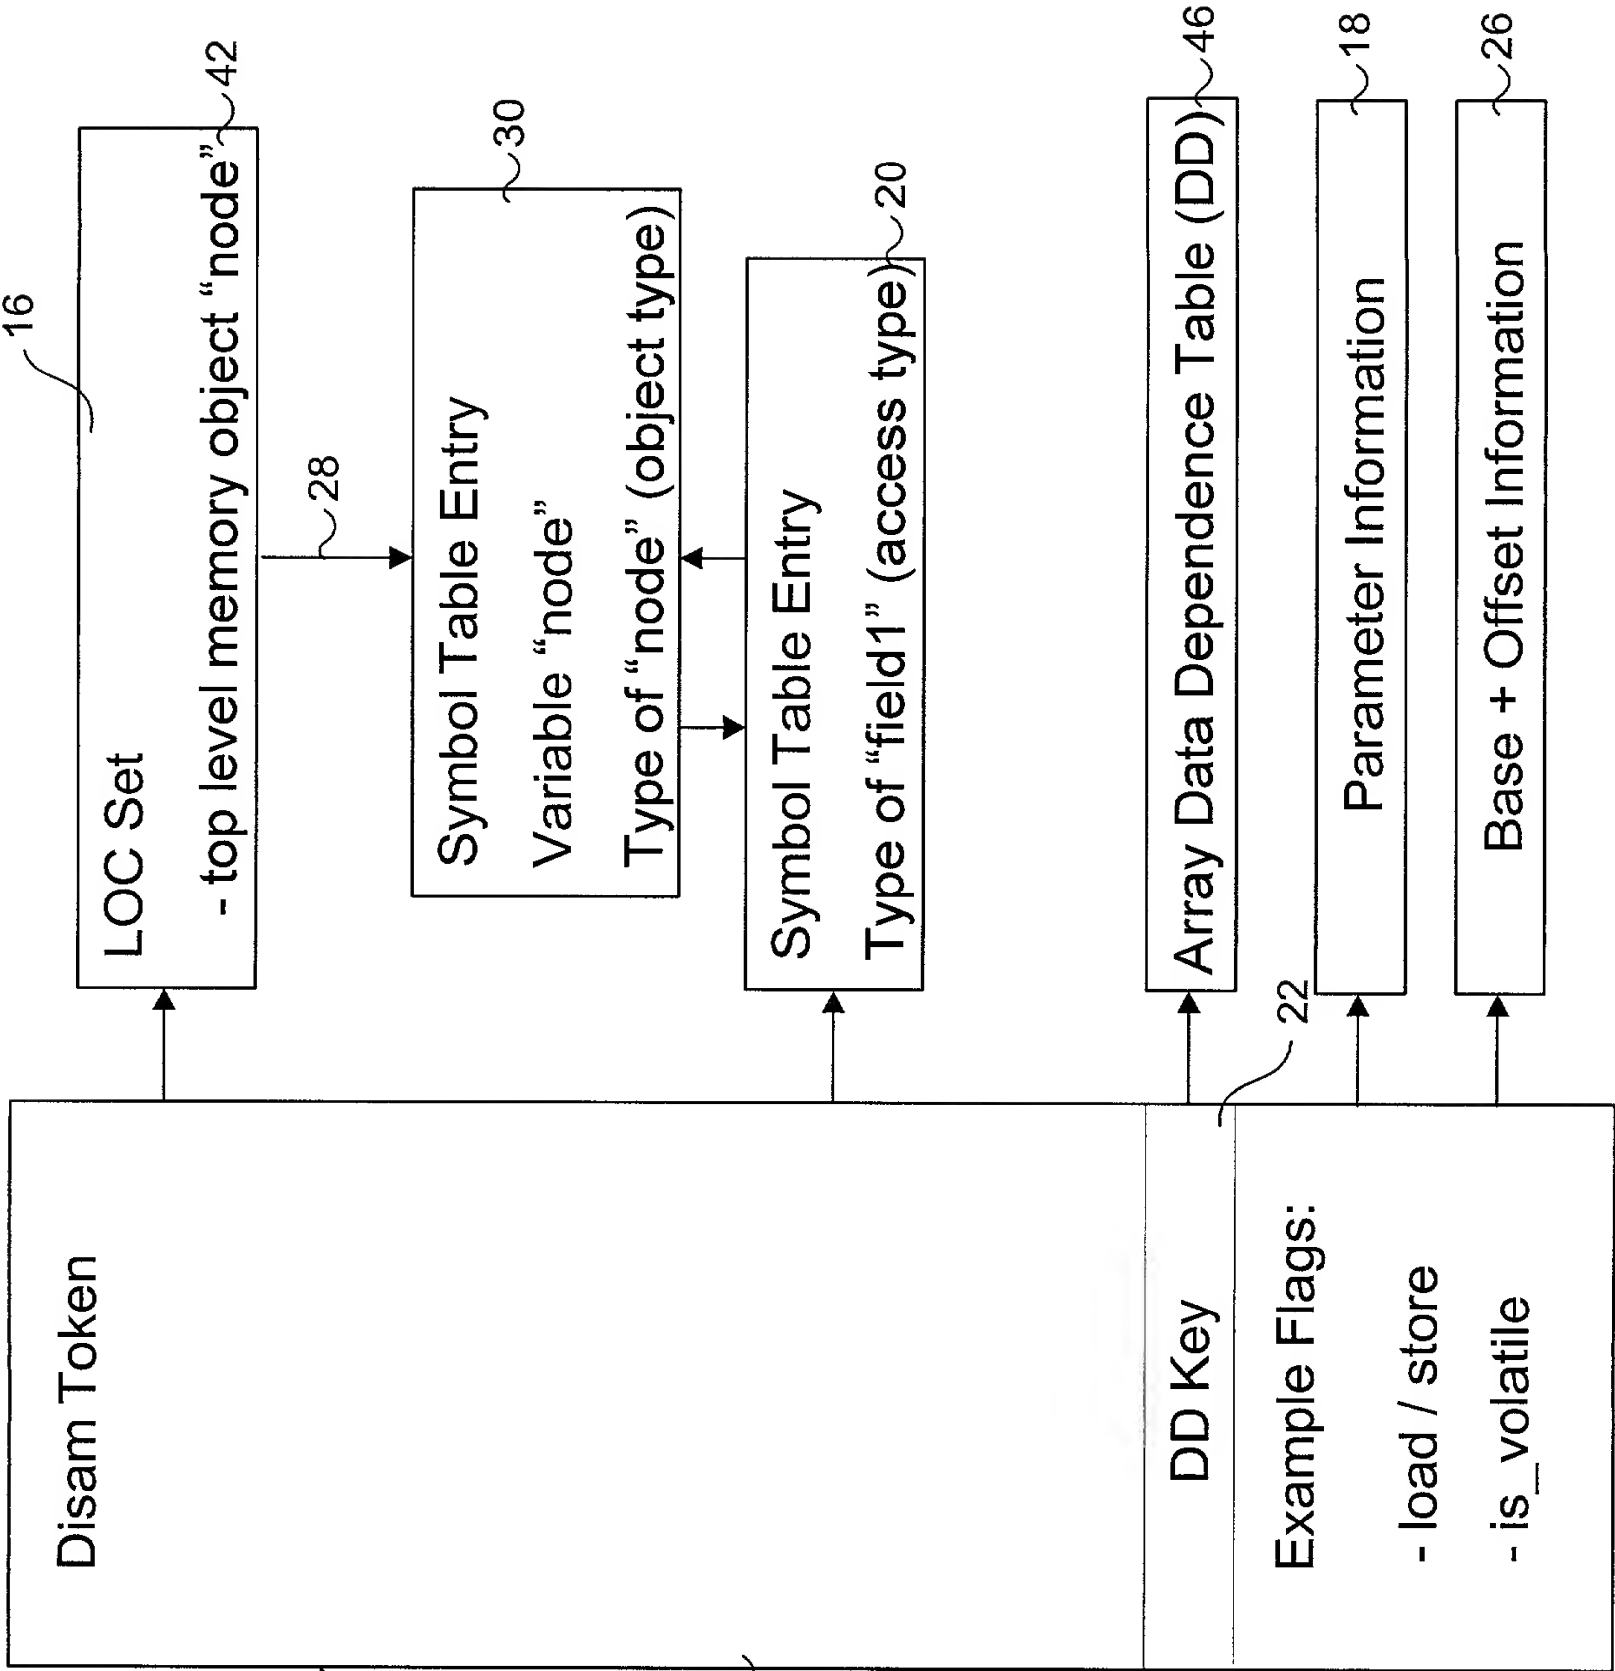 Disam Token
DD Key
22
Example Flags:
- load / store
- is_volatile
16
LOC Set
- top level memory object “node”
42
28
30
Symbol Table Entry
Variable “node”
Type of “node” (object type)
20
Symbol Table Entry
Type of “field1” (access type)
Array Data Dependence Table (DD)
46
Parameter Information
18
Base + Offset Information
26